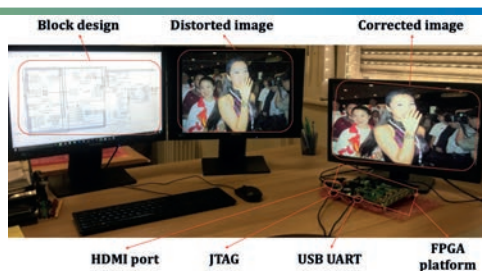 Block design
Distorted image
Corrected image
HDMI port
JTAG
USB UART
FPGA
platform